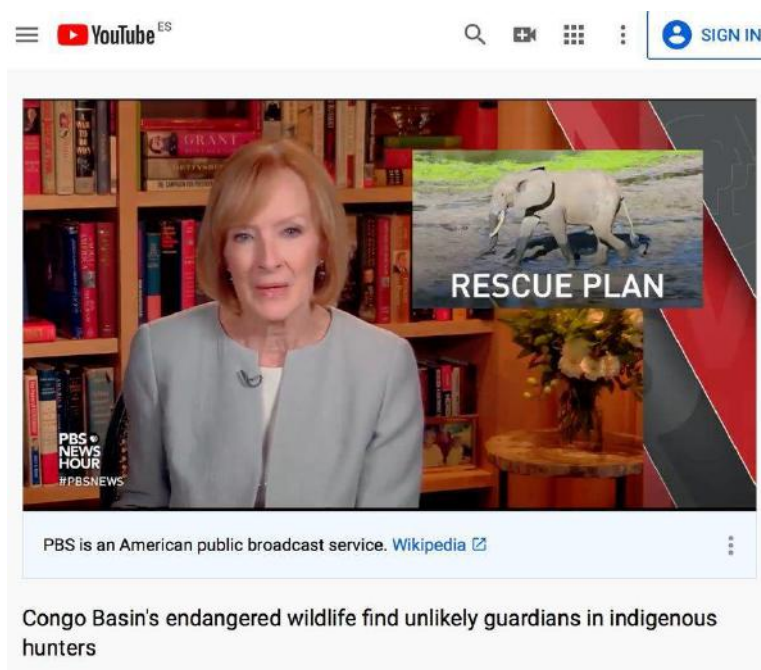 YouTube ES
SIGN IN
GRANT
RESCUE PLAN
PBS
NEWS
HOUR
#PBSNEWS
PBS is an American public broadcast service. Wikipedia
Congo Basin's endangered wildlife find unlikely guardians in indigenous
hunters